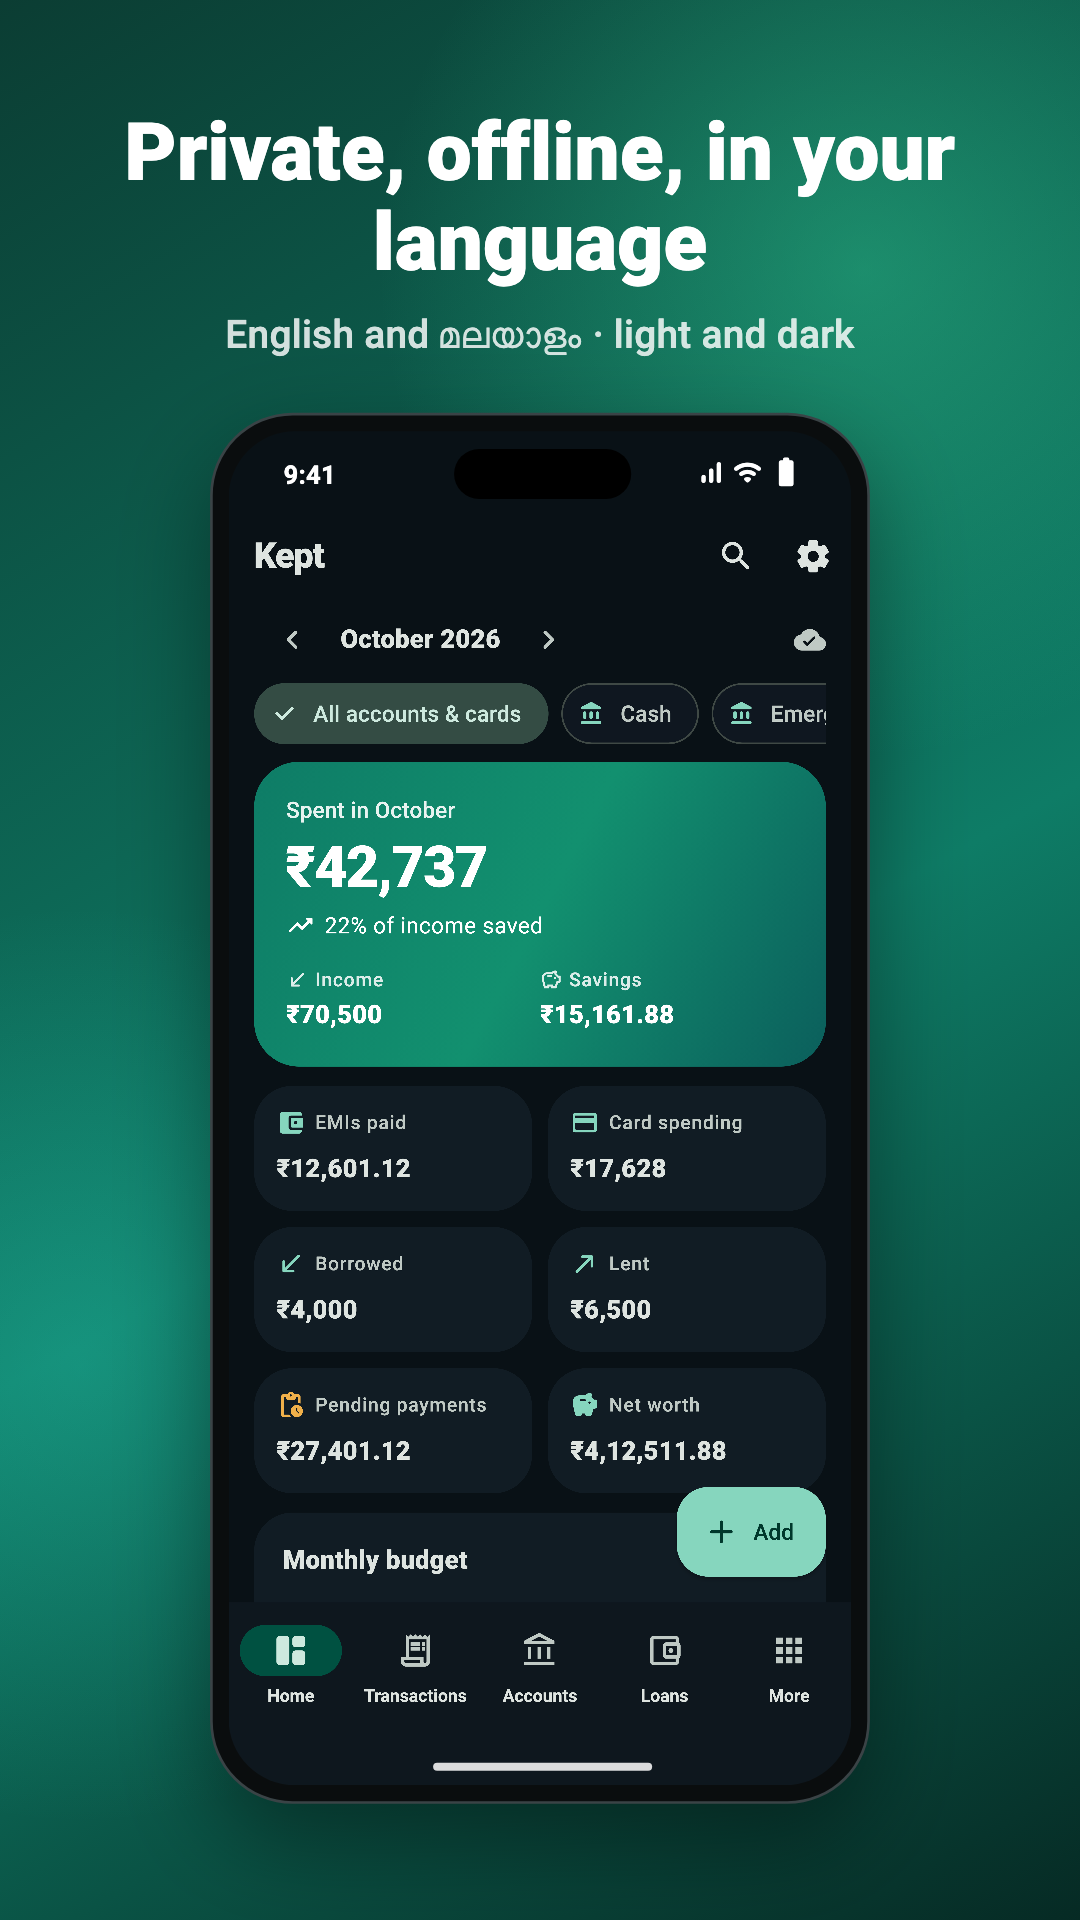 Private, offline, in your
language
English and മലയാളം · light and dark
9:41
Kept
October 2026
All accounts & cards
Cash
Emerg
Spent in October
₹42,737
22% of income saved
Income
Savings
₹70,500
₹15,161.88
EMIs paid
Card spending
₹12,601.12
₹17,628
Borrowed
Lent
₹4,000
₹6,500
Pending payments
Net worth
₹27,401.12
₹4,12,511.88
Add
Monthly budget
Home
Transactions
Accounts
Loans
More